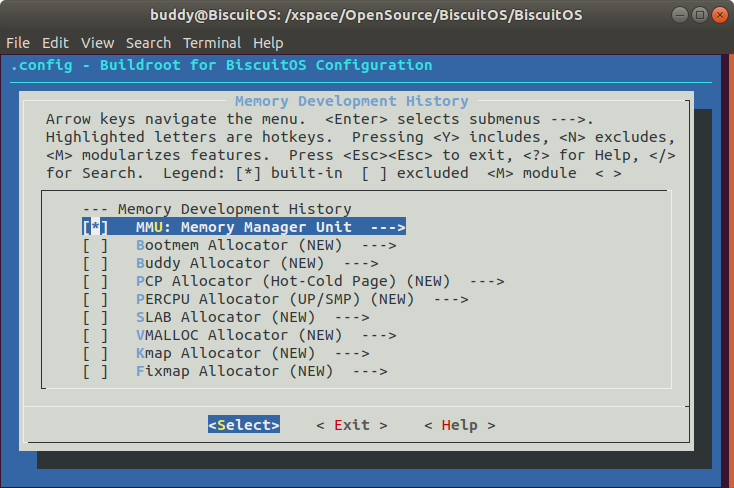 buddy@BiscuitOS: /xspace/OpenSource/BiscuitOS/BiscuitOS
File Edit View Search Terminal Help
.config - Buildroot for BiscuitOS Configuration
Memory Development History
Arrow keys navigate the menu. <Enter> selects submenus --->.
Highlighted letters are hotkeys. Pressing <Y> includes, <N> excludes,
<M> modularizes features. Press <Esc><Esc> to exit, <?> for Help, </>
for Search. Legend: [*] built-in [ ] excluded <M> module < >
--- Memory Development History
[*] MMU: Memory Manager Unit --->
[ ] Bootmem Allocator (NEW) --->
[ ] Buddy Allocator (NEW) --->
[ ] PCP Allocator (Hot-Cold Page) (NEW) --->
[ ] PERCPU Allocator (UP/SMP) (NEW) --->
[ ] SLAB Allocator (NEW) --->
[ ] VMALLOC Allocator (NEW) --->
[ ] Kmap Allocator (NEW) --->
[ ] Fixmap Allocator (NEW) --->
<Select> < Exit > < Help >